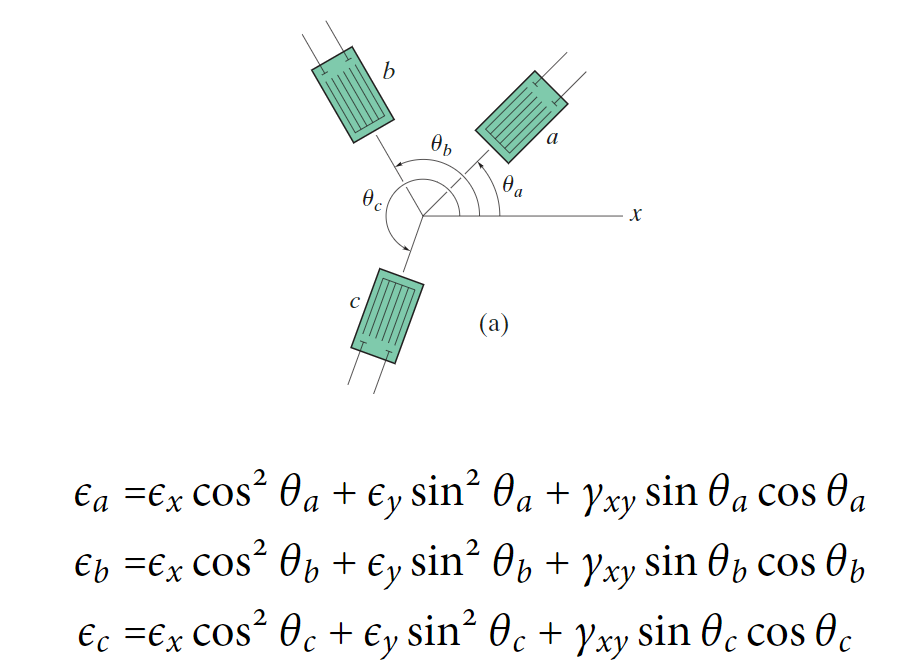 b
a
θb
θa
θc
x
c
(a)
ϵa =ϵx cos² θa + ϵy sin² θa + γxy sin θa cos θa
ϵb =ϵx cos² θb + ϵy sin² θb + γxy sin θb cos θb
ϵc =ϵx cos² θc + ϵy sin² θc + γxy sin θc cos θc